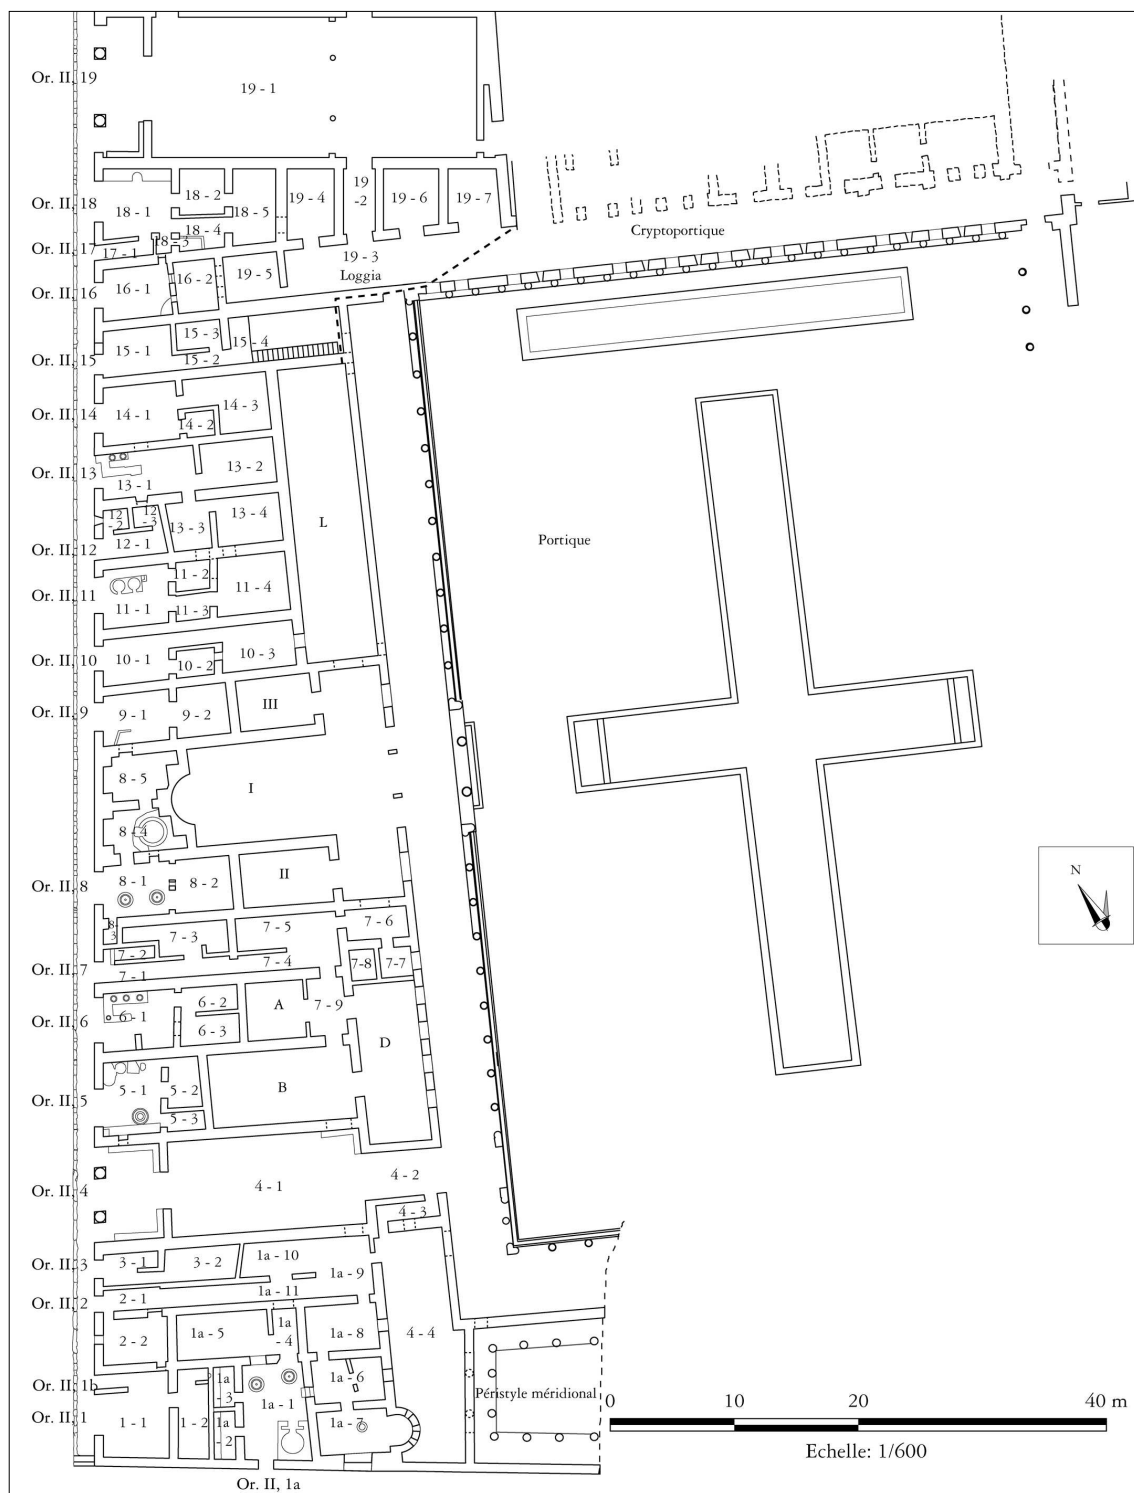 Or. II, 19
19 - 1
Or. II, 18
18 - 1
18 - 2
18 - 5
18 - 4
18 - 3
19 - 4
19
-2
19 - 6
19 - 7
Cryptoportique
Or. II, 17
17 - 1
19 - 3
Loggia
Or. II, 16
16 - 1
16 - 2
19 - 5
Or. II, 15
15 - 1
15 - 3
15 - 2
15 - 4
Or. II, 14
14 - 1
14 - 2
14 - 3
Or. II, 13
13 - 1
13 - 2
13 - 3
13 - 4
L
Portique
Or. II, 12
12
- 2
12
- 3
12 - 1
Or. II, 11
11 - 1
11 - 2
11 - 3
11 - 4
Or. II, 10
10 - 1
10 - 2
10 - 3
Or. II, 9
9 - 1
9 - 2
III
8 - 5
I
8 - 4
Or. II, 8
8 - 1
8 - 2
II
8-
3
N
Or. II, 7
7 - 1
7 - 2
7 - 3
7 - 5
7 - 4
7 - 6
7-8
7-7
Or. II, 6
6 - 1
6 - 2
6 - 3
A
7 - 9
D
Or. II, 5
5 - 1
5 - 2
5 - 3
B
Or. II, 4
4 - 1
4 - 2
4 - 3
Or. II, 3
3 - 1
3 - 2
1a - 10
1a - 9
Or. II, 2
2 - 1
1a - 11
2 - 2
1a - 5
1a
- 4
1a - 8
4 - 4
Or. II, 1b
1a
- 3
1a - 6
Péristyle méridional
Or. II, 1
1 - 1
1 - 2
1a
- 2
1a - 1
1a - 7
0 10 20 40 m
Echelle: 1/600
Or. II, 1a